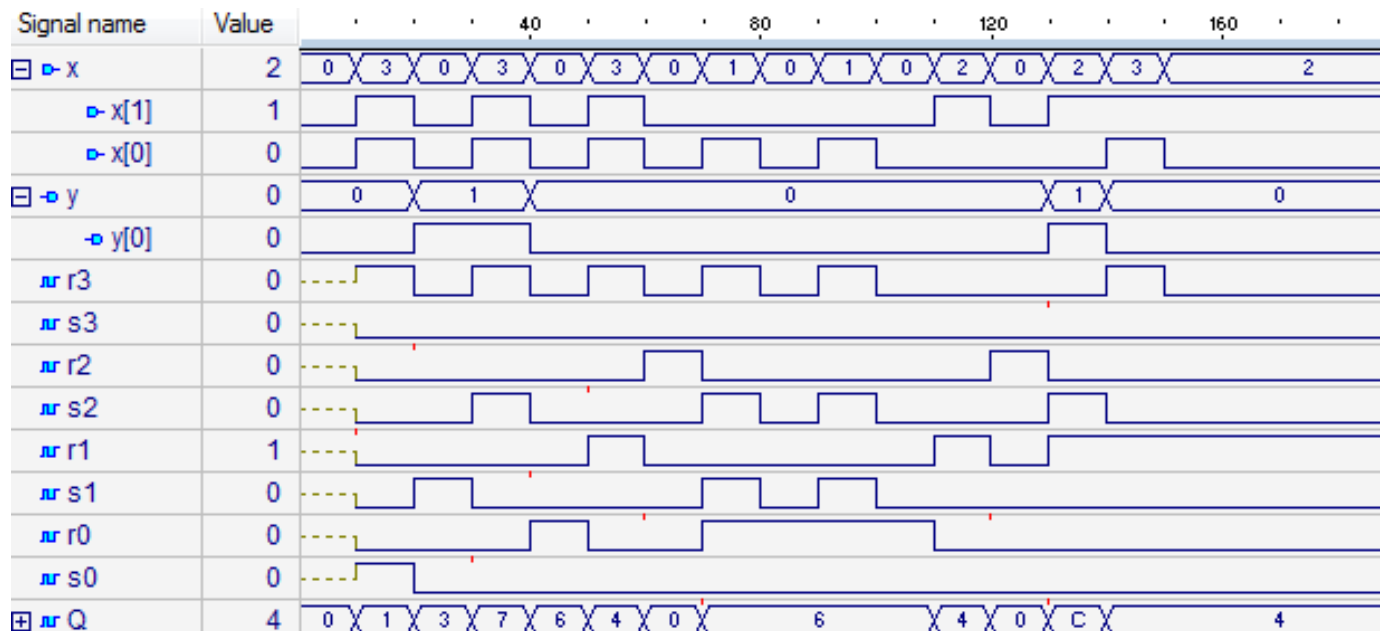 Signal name Value 40 80 120 160
x 2 0 3 0 3 0 3 0 1 0 1 0 2 0 2 3 2
x[1] 1
x[0] 0
y 0 0 1 0 1 0
y[0] 0
r3 0
s3 0
r2 0
s2 0
r1 1
s1 0
r0 0
s0 0
Q 4 0 1 3 7 6 4 0 6 4 0 C 4